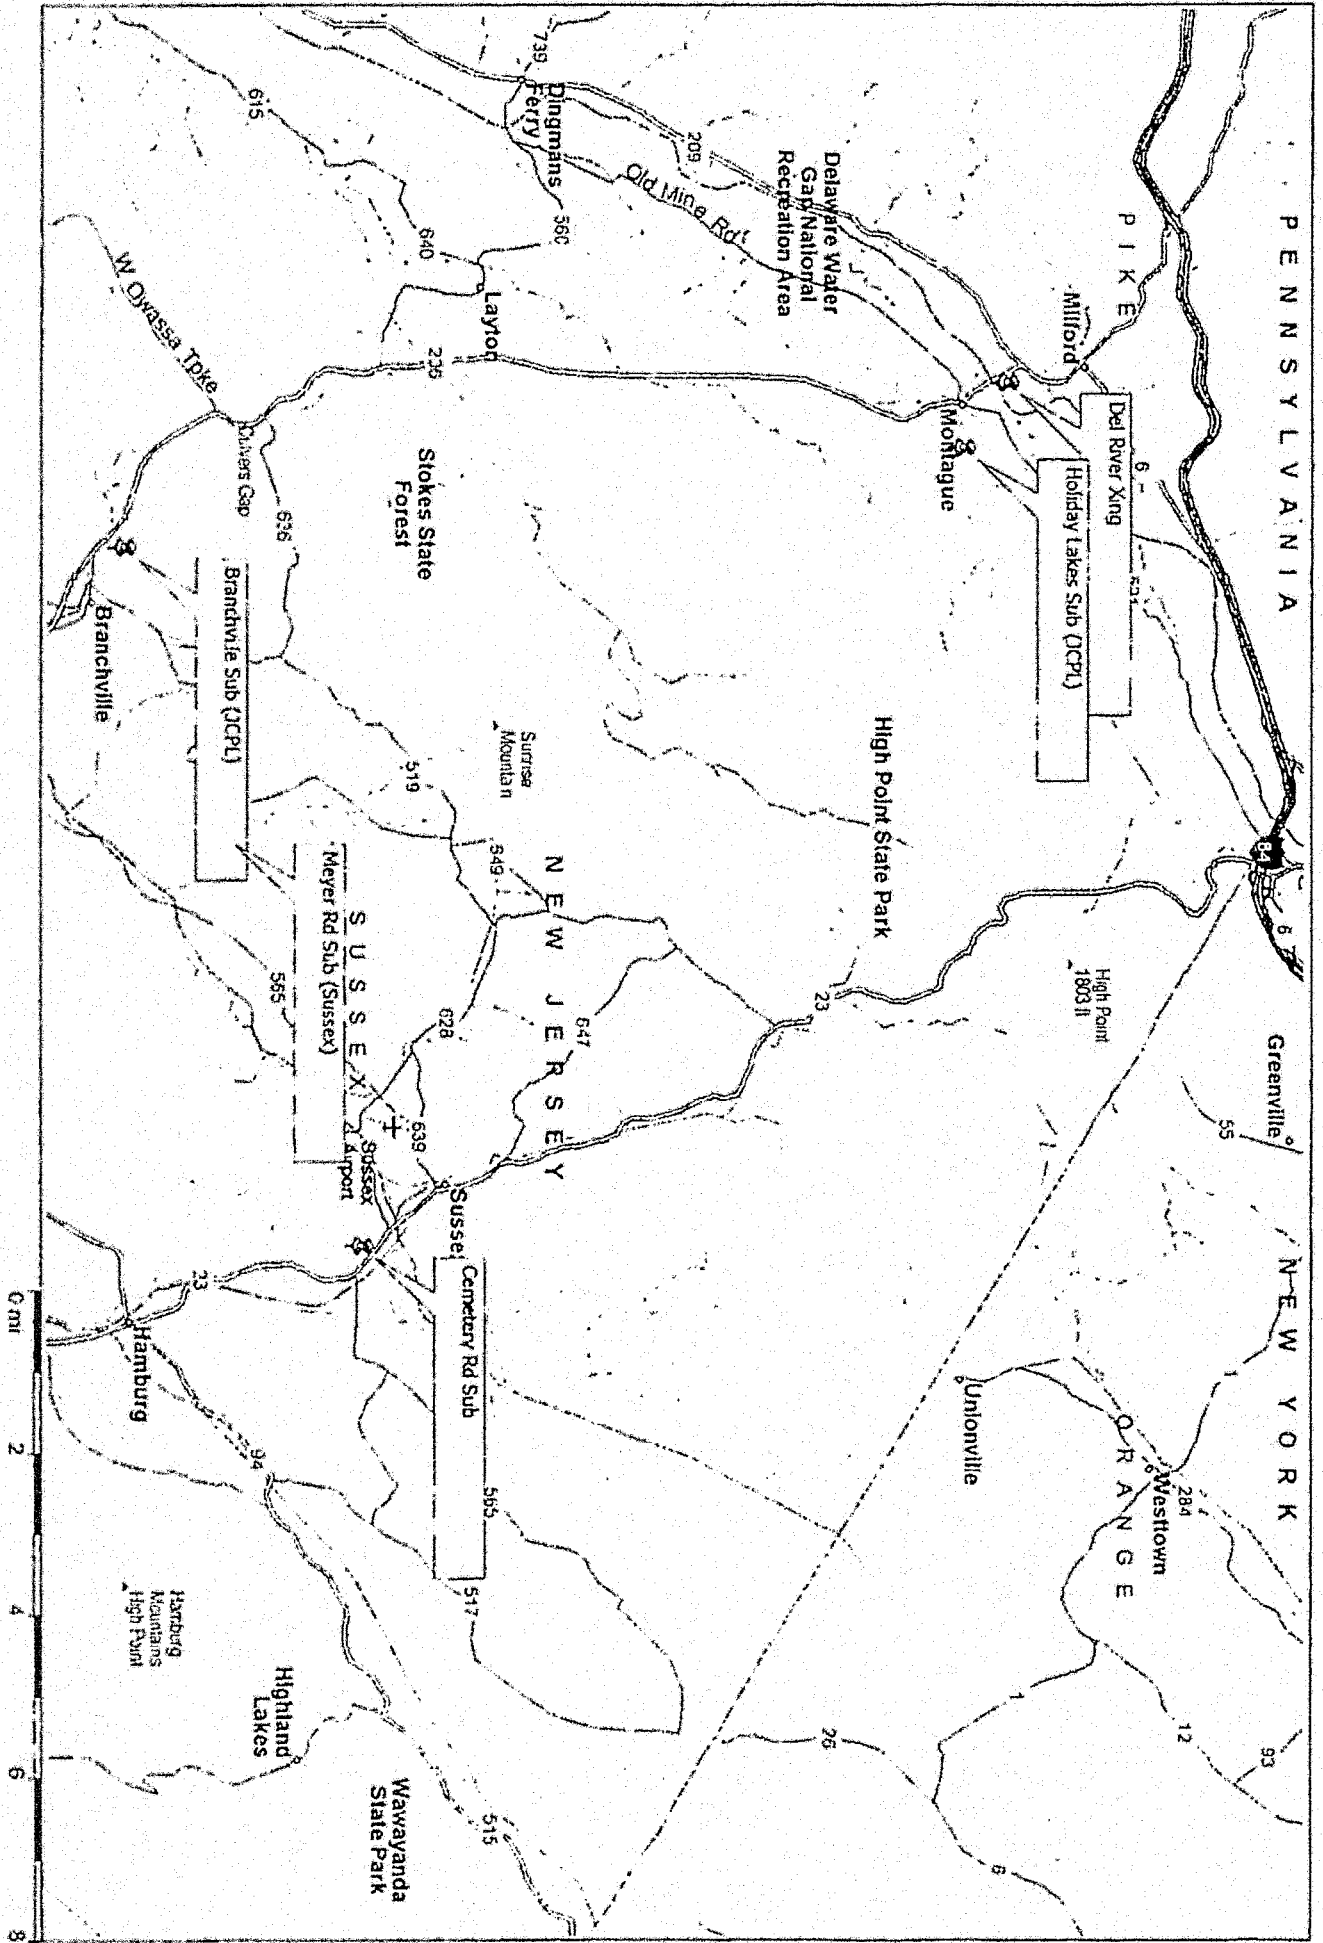 PENNSYLVANIA
PIKE
Milford
Del River Xing
Holiday Lakes Sub (JCPL)
6
84
6
Greenville
55
NEW YORK
1
284
Westtown
ORANGE
Unionville
12
93
1
26
6
739
Dingmans
Ferry
209
Old Mine Rd
Delaware Water
Gap National
Recreation Area
560
615
640
Layton
W Owassa Tpke
Culvers Gap
636
Montague
Stokes State
Forest
High Point State Park
High Point
1803 ft
23
Sunrise
Mountain
519
649
NEW JERSEY
647
628
639
Branchville
Branchville Sub (JCPL)
Meyer Rd Sub (Sussex)
SUSSEX
565
Sussex
Airport
Cemetery Rd Sub
565
517
23
Hamburg
94
Hamburg
Mountains
High Point
Highland
Lakes
Wawayanda
State Park
515
0 mi
2
4
6
8